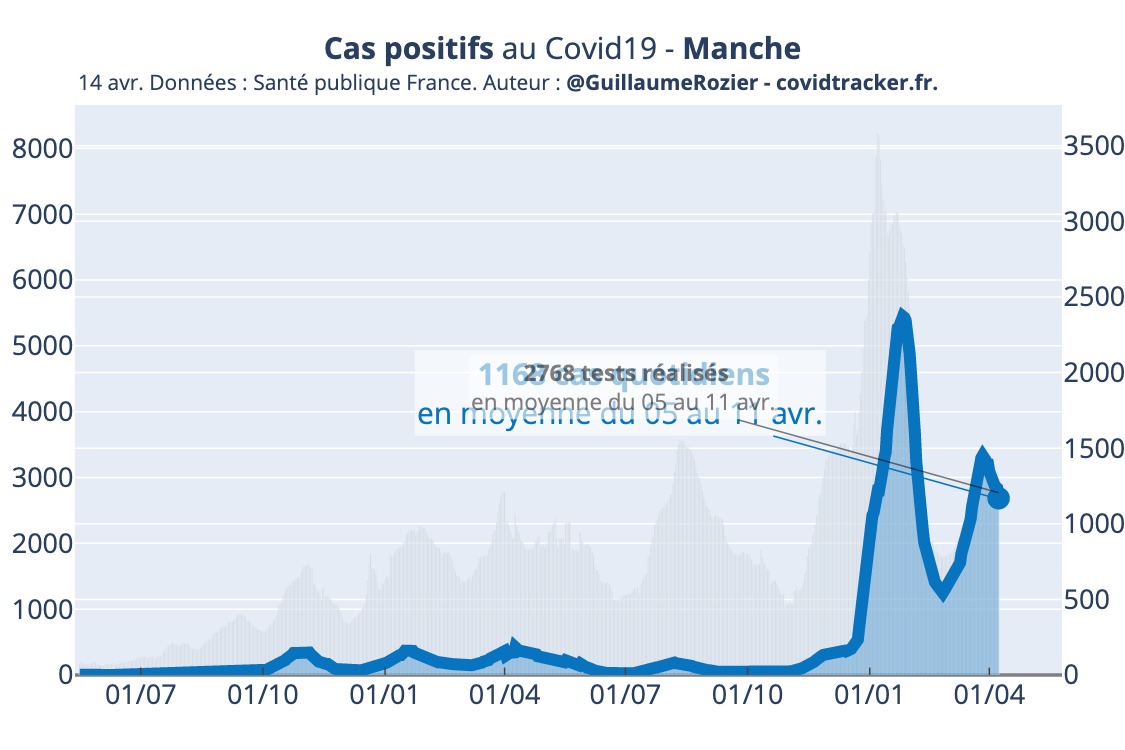 Cas positifs au Covid19 - Manche
14 avr. Données : Santé publique France. Auteur : @GuillaumeRozier - covidtracker.fr.
8000
7000
6000
5000
4000
3000
2000
1000
0
3500
3000
2500
2000
1500
1000
500
0
1168 cas quotidiens
en moyenne du 05 au 11 avr.
2768 tests réalisés
en moyenne du 05 au 11 avr.
01/07 01/10 01/01 01/04 01/07 01/10 01/01 01/04